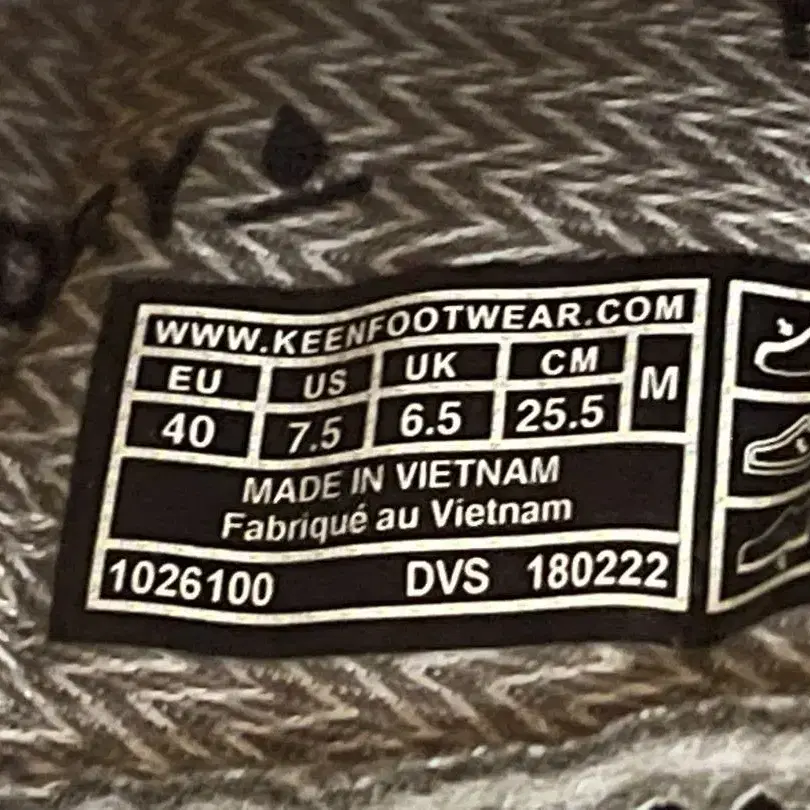 WWW.KEENFOOTWEAR.COM
EU US UK CM M
40 7.5 6.5 25.5
MADE IN VIETNAM
Fabriqué au Vietnam
1026100 DVS 180222